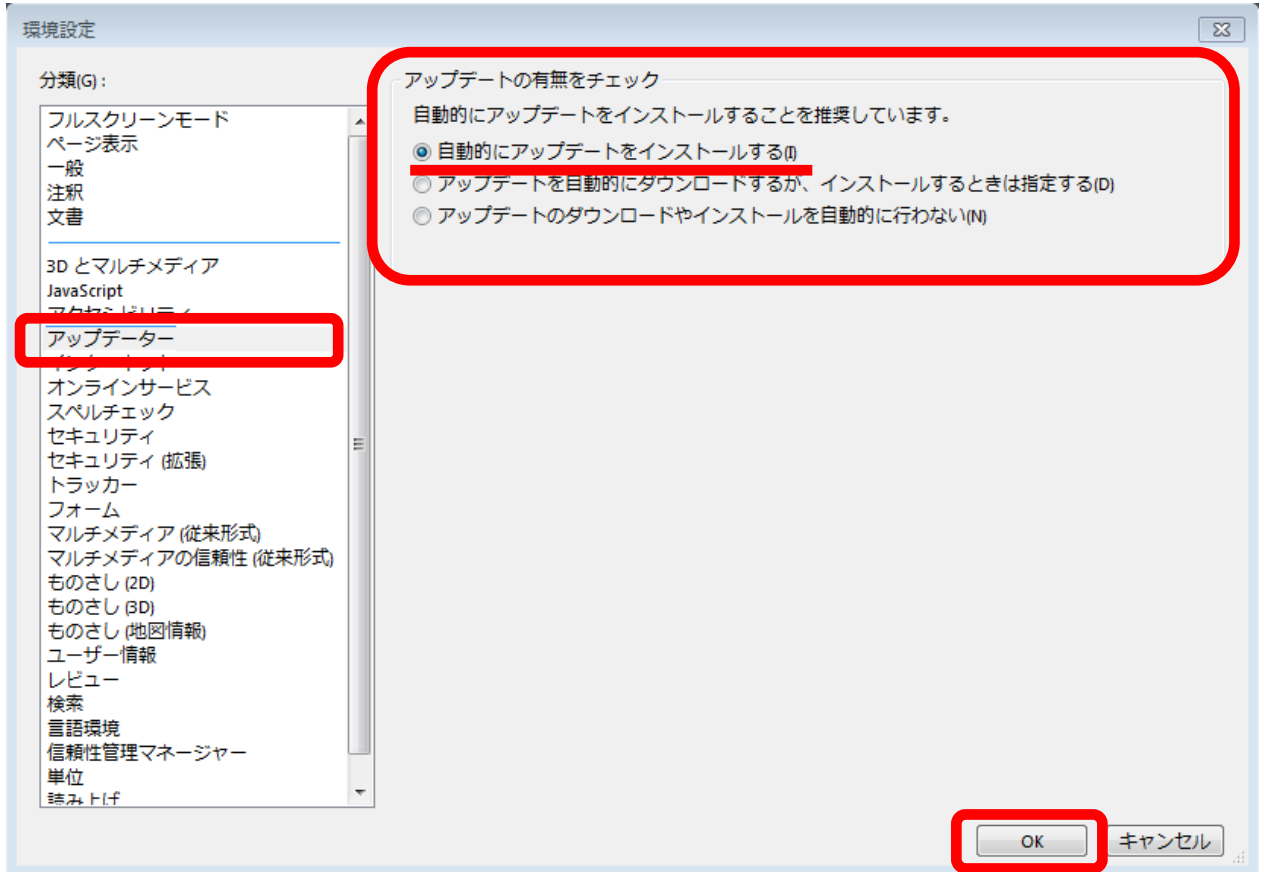 環境設定
分類(G) :
フルスクリーンモード
ページ表示
一般
注釈
文書
3D とマルチメディア
JavaScript
アクセシビリティ
アップデーター
オンラインサービス
スペルチェック
セキュリティ
セキュリティ (拡張)
トラッカー
フォーム
マルチメディア (従来形式)
マルチメディアの信頼性 (従来形式)
ものさし (2D)
ものさし (3D)
ものさし (地図情報)
ユーザー情報
レビュー
検索
言語環境
信頼性管理マネージャー
単位
読み上げ
アップデートの有無をチェック
自動的にアップデートをインストールすることを推奨しています。
自動的にアップデートをインストールする(I)
アップデートを自動的にダウンロードするが、インストールするときは指定する(D)
アップデートのダウンロードやインストールを自動的に行わない(N)
OK
キャンセル